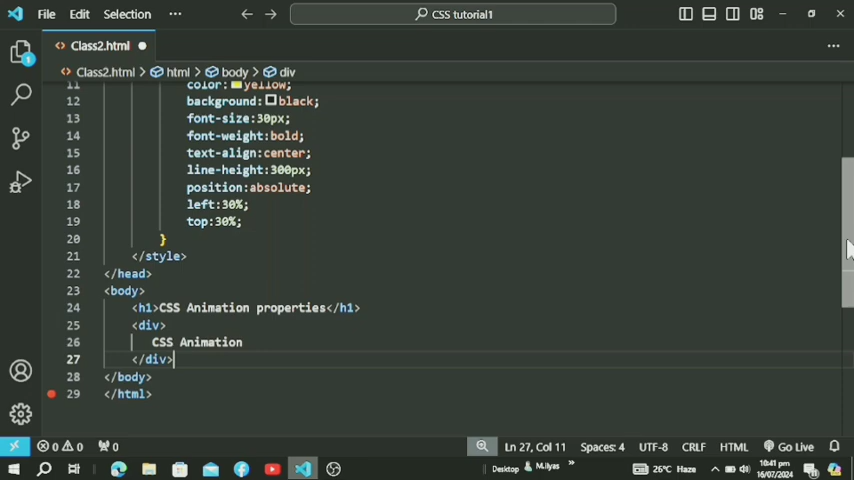 File Edit Selection ··· CSS tutorial1
Class2.html
1
Class2.html > html > body > div
11 color: yellow;
12 background: black;
13 font-size:30px;
14 font-weight:bold;
15 text-align:center;
16 line-height:300px;
17 position:absolute;
18 left:30%;
19 top:30%;
20 }
21 </style>
22 </head>
23 <body>
24 <h1>CSS Animation properties</h1>
25 <div>
26 CSS Animation
27 </div>
28 </body>
29 </html>
0 0 0 Ln 27, Col 11 Spaces: 4 UTF-8 CRLF HTML Go Live
Desktop M.ilyas » 26°C Haze 10:41 pm
16/07/2024